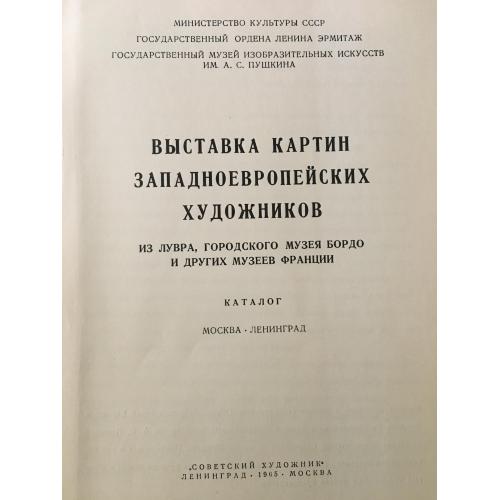 МИНИСТЕРСТВО КУЛЬТУРЫ СССР
ГОСУДАРСТВЕННЫЙ ОРДЕНА ЛЕНИНА ЭРМИТАЖ
ГОСУДАРСТВЕННЫЙ МУЗЕЙ ИЗОБРАЗИТЕЛЬНЫХ ИСКУССТВ
ИМ. А. С. ПУШКИНА
ВЫСТАВКА КАРТИН
ЗАПАДНОЕВРОПЕЙСКИХ
ХУДОЖНИКОВ
ИЗ ЛУВРА, ГОРОДСКОГО МУЗЕЯ БОРДО
И ДРУГИХ МУЗЕЕВ ФРАНЦИИ
КАТАЛОГ
МОСКВА · ЛЕНИНГРАД
„СОВЕТСКИЙ ХУДОЖНИК"
ЛЕНИНГРАД · 1965 · МОСКВА